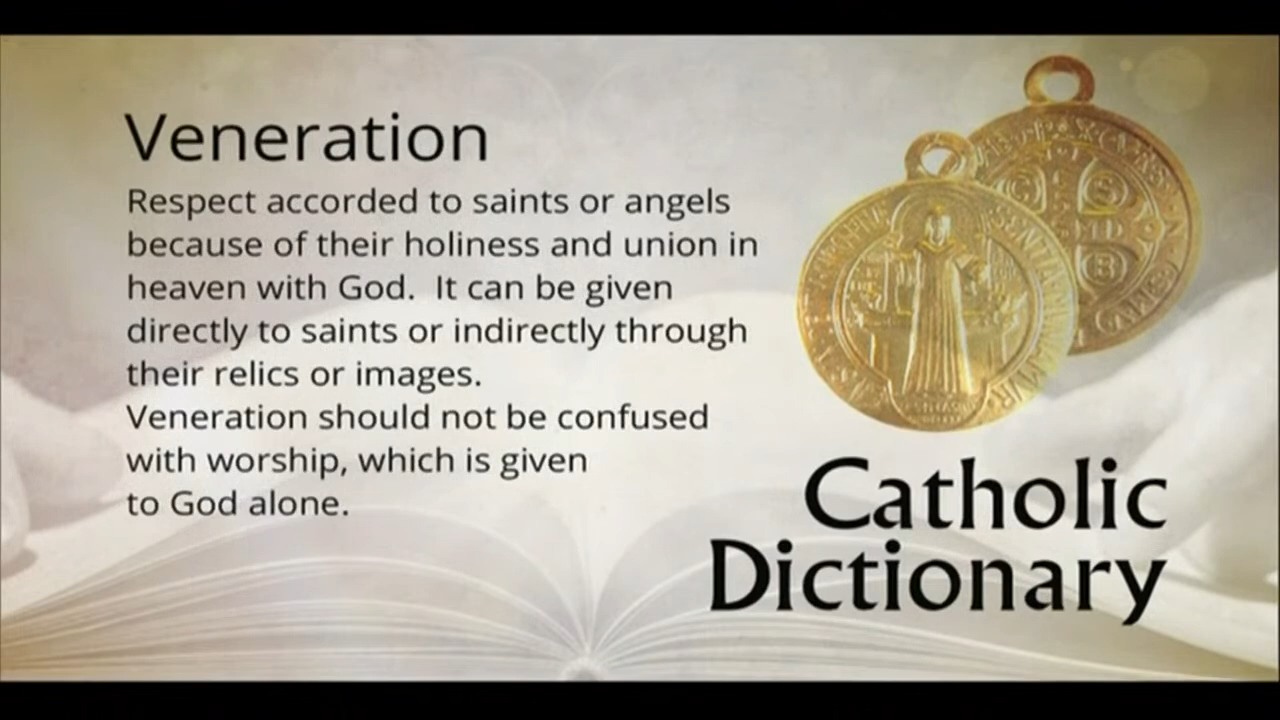 Veneration
Respect accorded to saints or angels
because of their holiness and union in
heaven with God.  It can be given
directly to saints or indirectly through
their relics or images.
Veneration should not be confused
with worship, which is given
to God alone.
Catholic
Dictionary